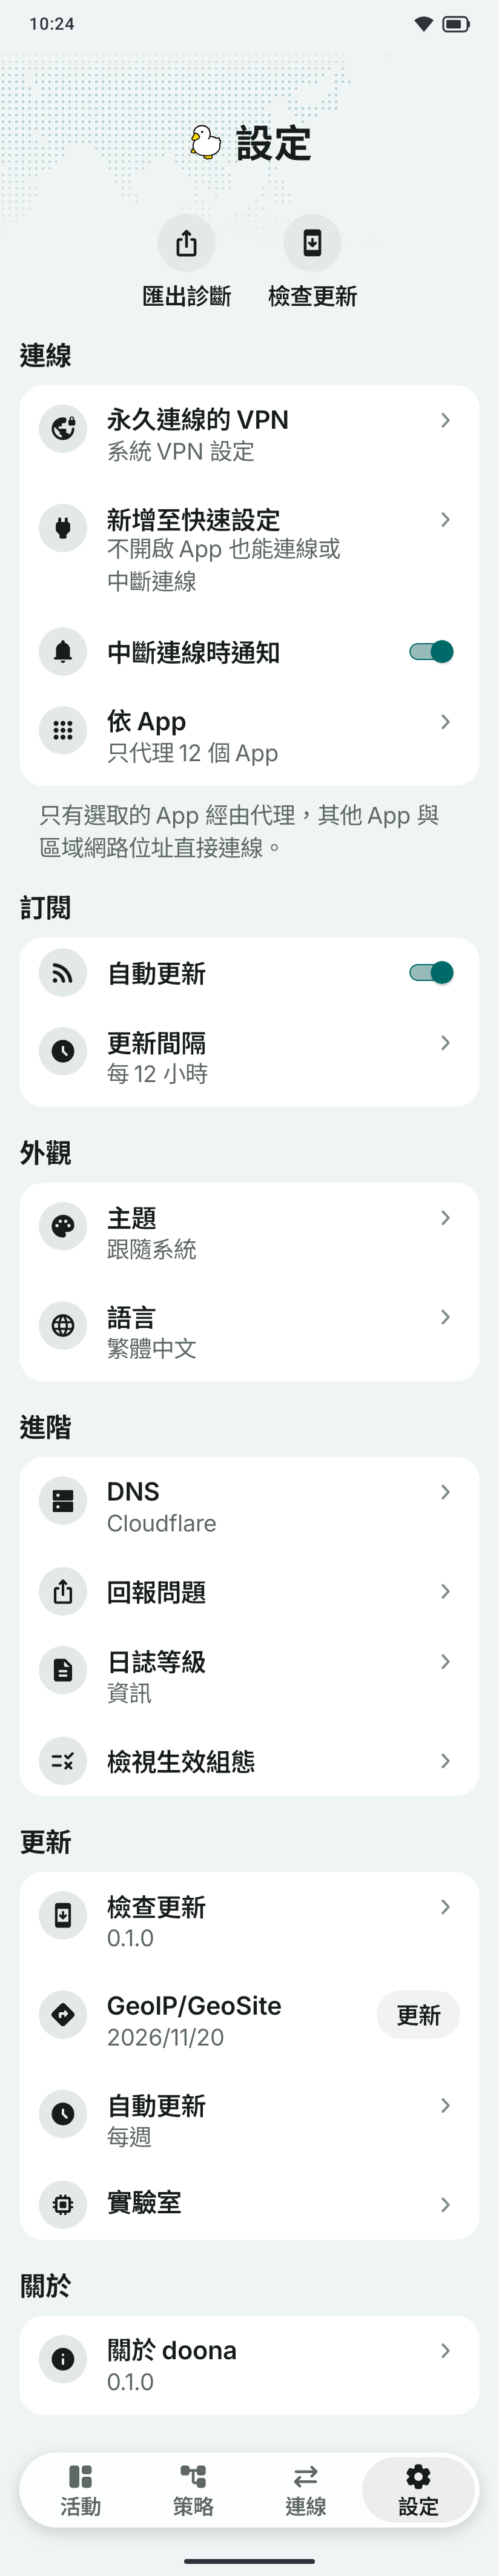 10:24
設定
匯出診斷
檢查更新
連線
永久連線的 VPN
系統 VPN 設定
新增至快速設定
不開啟 App 也能連線或
中斷連線
中斷連線時通知
依 App
只代理 12 個 App
只有選取的 App 經由代理，其他 App 與
區域網路位址直接連線。
訂閱
自動更新
更新間隔
每 12 小時
外觀
主題
跟隨系統
語言
繁體中文
進階
DNS
Cloudflare
回報問題
日誌等級
資訊
檢視生效組態
更新
檢查更新
0.1.0
GeoIP/GeoSite
2026/11/20
更新
自動更新
每週
實驗室
關於
關於 doona
0.1.0
活動
策略
連線
設定